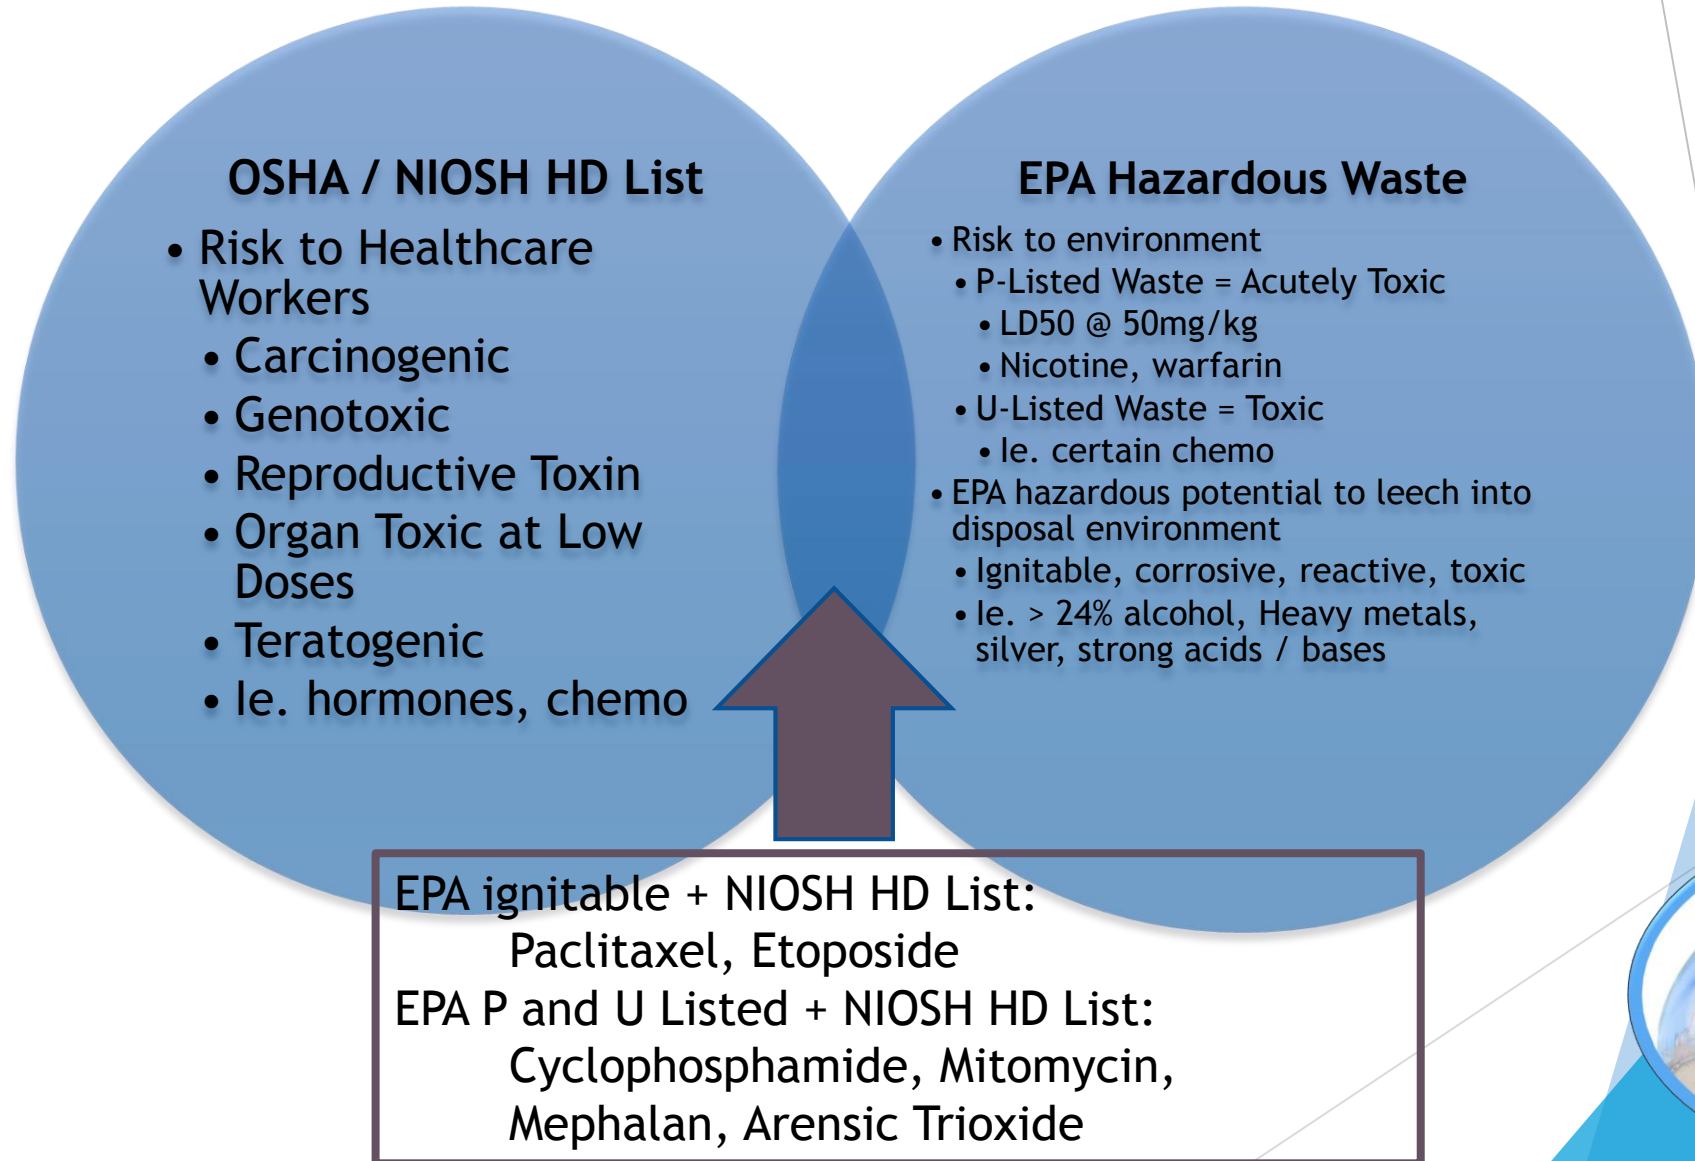 OSHA / NIOSH HD List
• Risk to Healthcare
Workers
• Carcinogenic
• Genotoxic
• Reproductive Toxin
• Organ Toxic at Low
Doses
• Teratogenic
• Ie. hormones, chemo
EPA Hazardous Waste
• Risk to environment
• P-Listed Waste = Acutely Toxic
• LD50 @ 50mg/kg
• Nicotine, warfarin
• U-Listed Waste = Toxic
• Ie. certain chemo
• EPA hazardous potential to leech into
disposal environment
• Ignitable, corrosive, reactive, toxic
• Ie. > 24% alcohol, Heavy metals,
silver, strong acids / bases
EPA ignitable + NIOSH HD List:
Paclitaxel, Etoposide
EPA P and U Listed + NIOSH HD List:
Cyclophosphamide, Mitomycin,
Mephalan, Arensic Trioxide